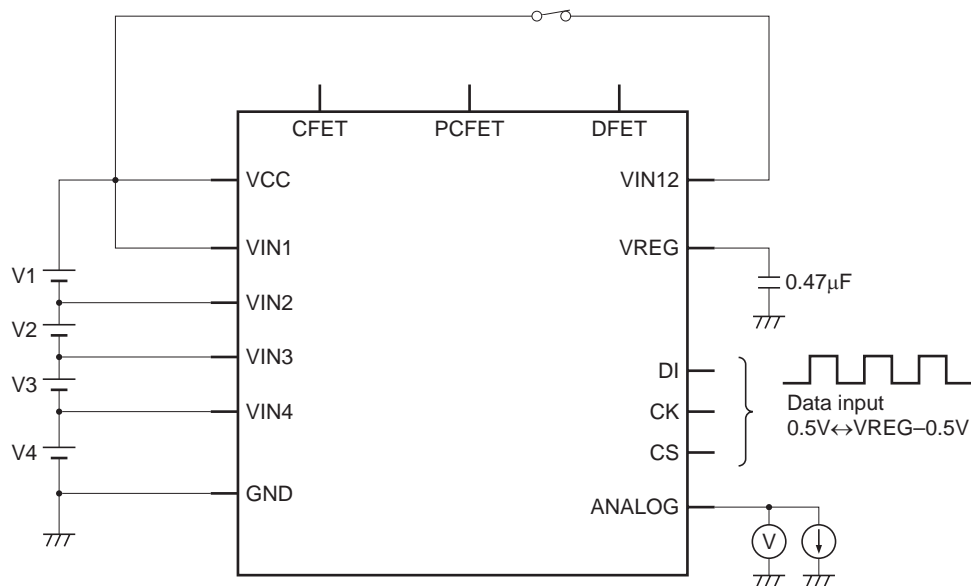 CFET PCFET DFET
VCC VIN12
VIN1 VREG
V1 0.47μF
VIN2
V2
VIN3
V3 DI
Data input
VIN4 CK
0.5V↔VREG–0.5V
V4 CS
GND ANALOG
V